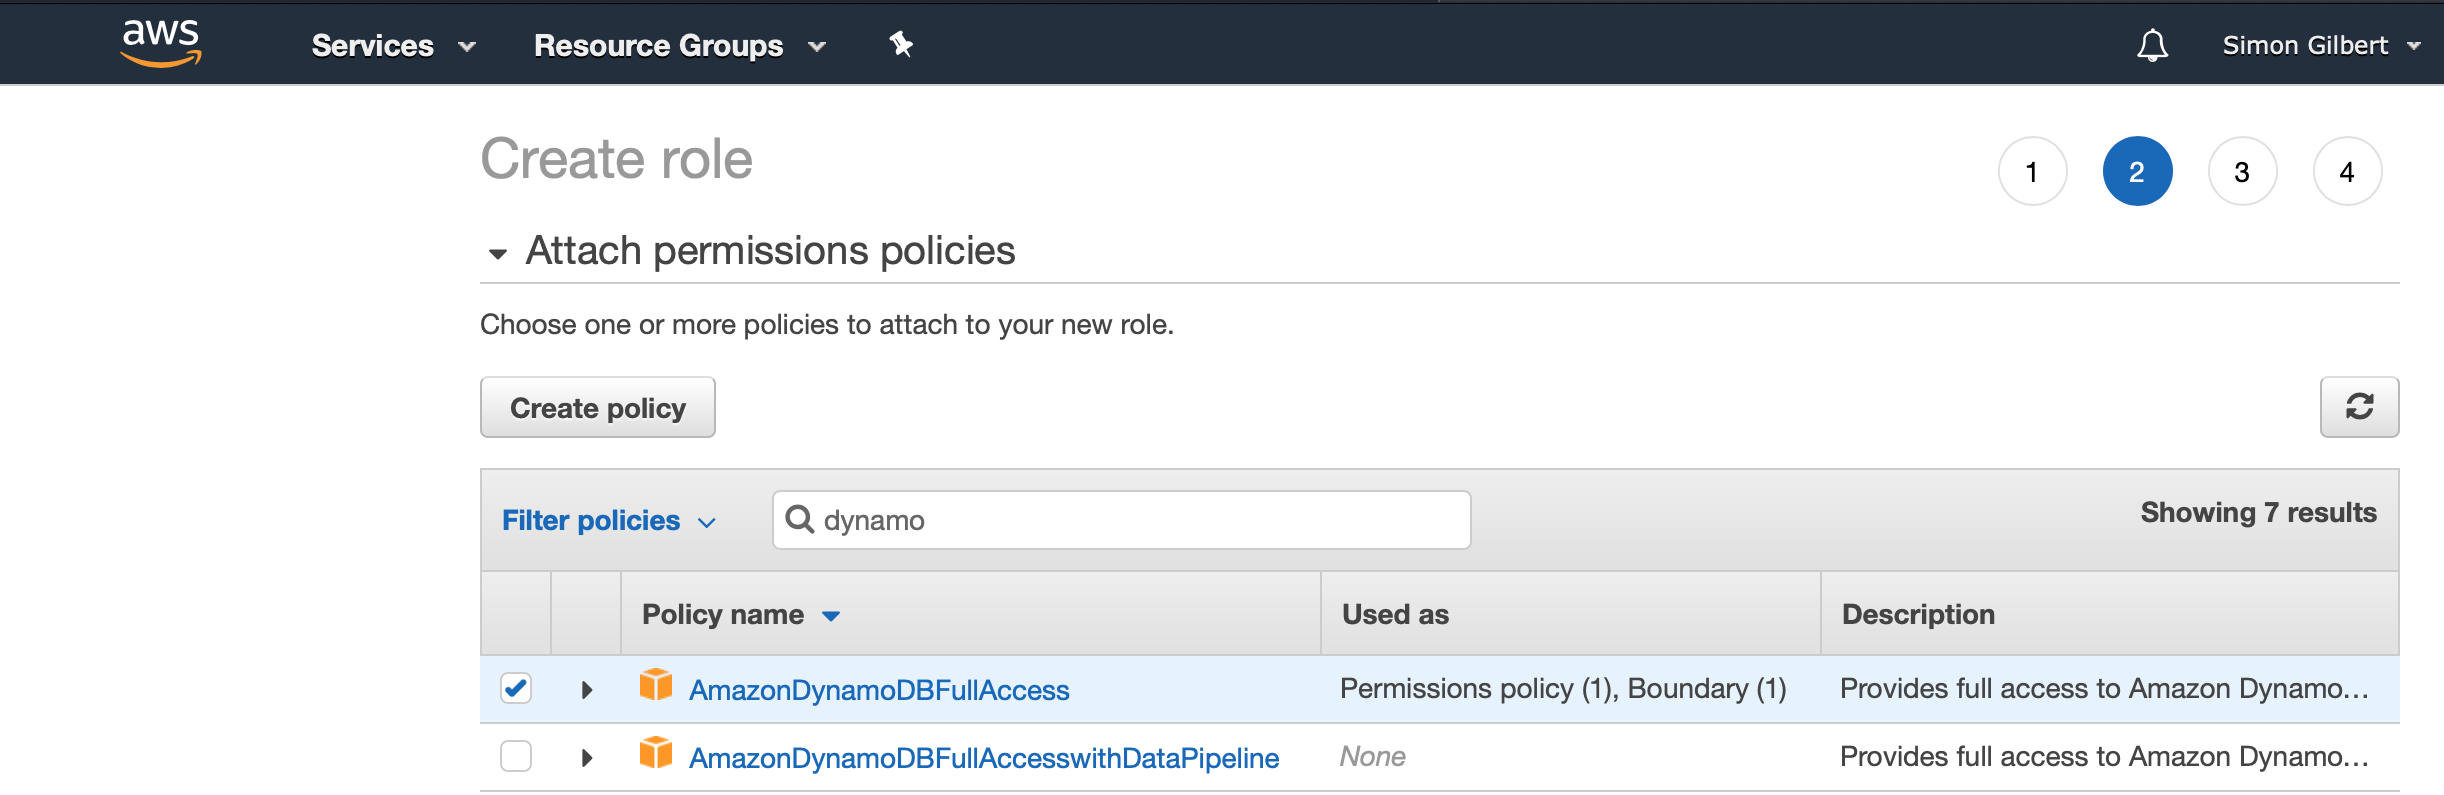 aws Services Resource Groups Simon Gilbert
Create role 1 2 3 4
Attach permissions policies
Choose one or more policies to attach to your new role.
Create policy
Filter policies dynamo Showing 7 results
Policy name Used as Description
AmazonDynamoDBFullAccess Permissions policy (1), Boundary (1) Provides full access to Amazon Dynamo...
AmazonDynamoDBFullAccesswithDataPipeline None Provides full access to Amazon Dynamo...